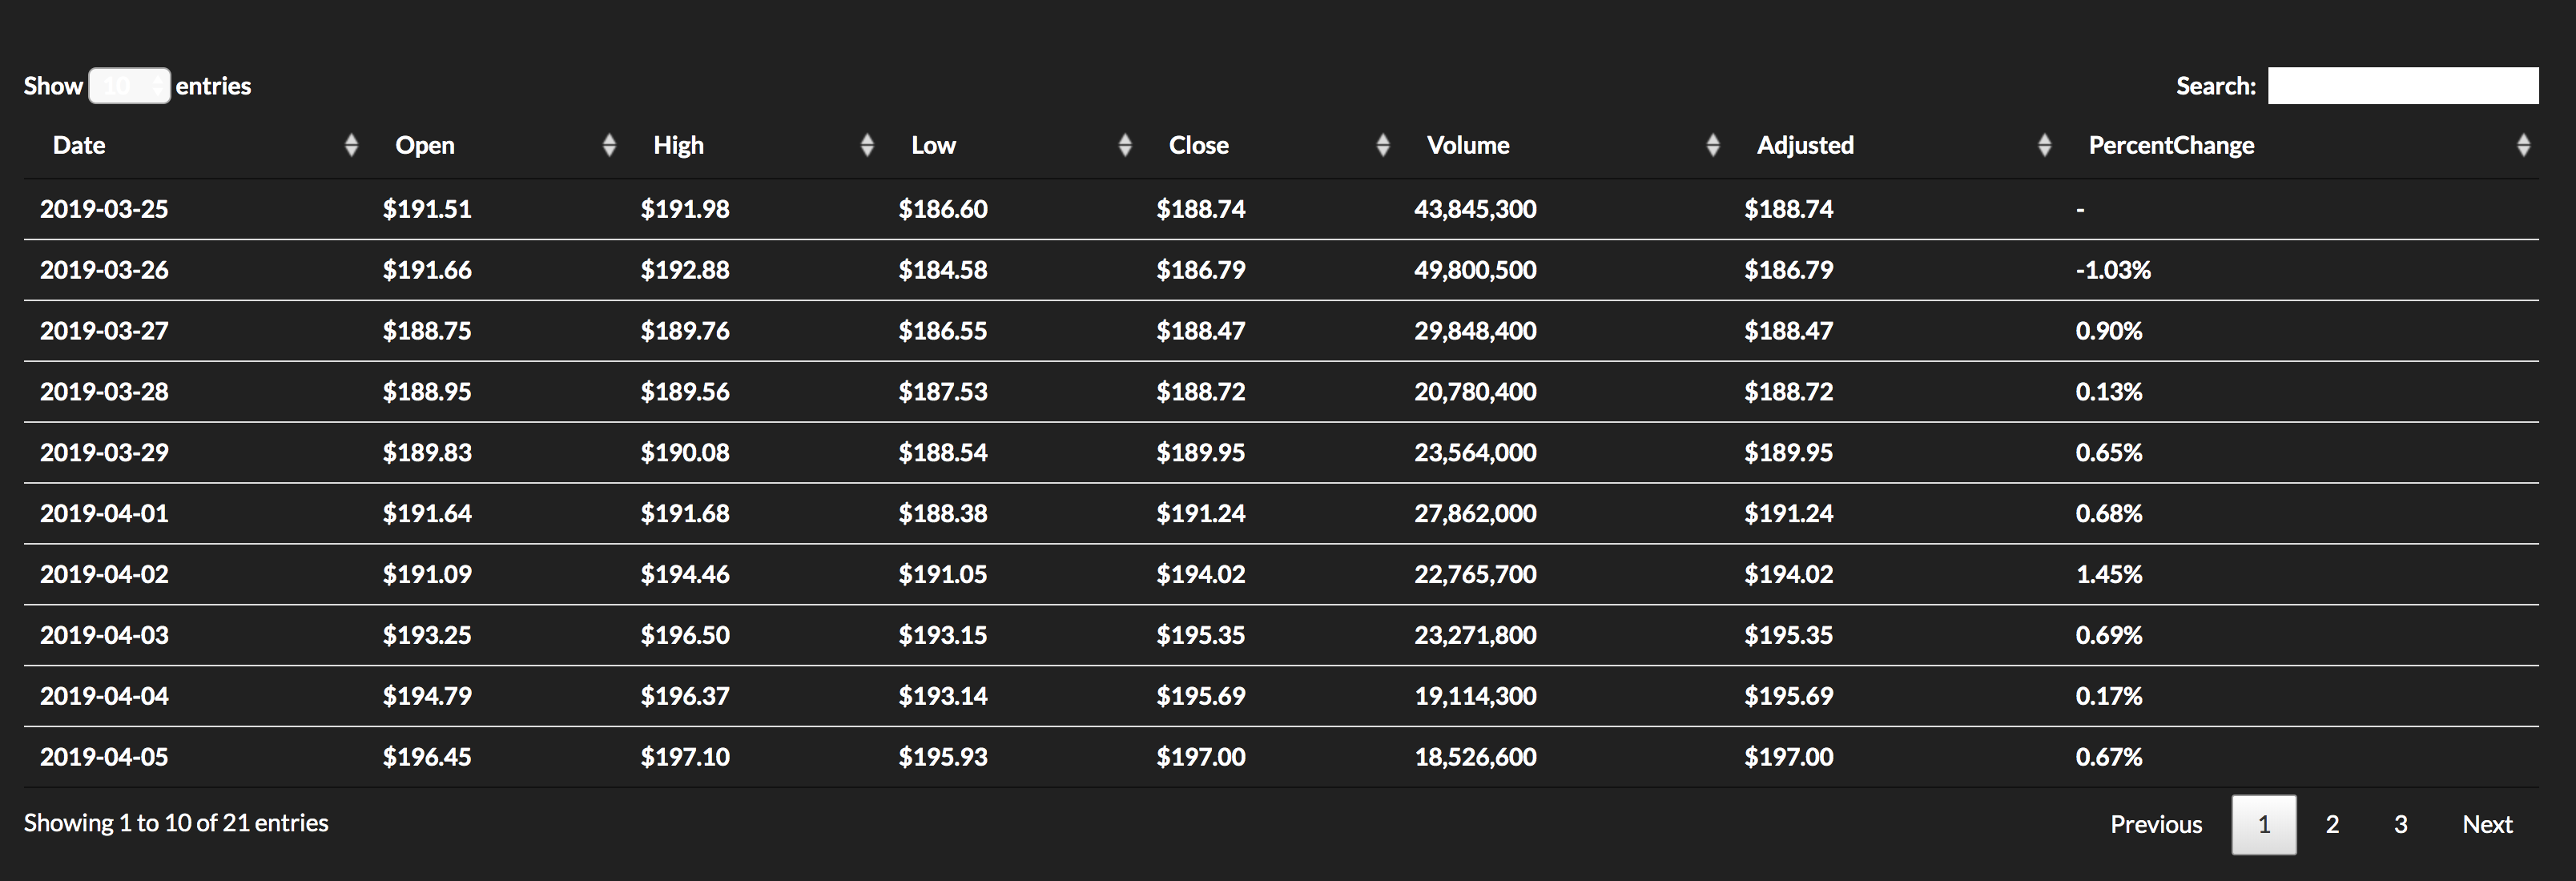 Show 10 entries Search:
Date Open High Low Close Volume Adjusted PercentChange
2019-03-25 $191.51 $191.98 $186.60 $188.74 43,845,300 $188.74 -
2019-03-26 $191.66 $192.88 $184.58 $186.79 49,800,500 $186.79 -1.03%
2019-03-27 $188.75 $189.76 $186.55 $188.47 29,848,400 $188.47 0.90%
2019-03-28 $188.95 $189.56 $187.53 $188.72 20,780,400 $188.72 0.13%
2019-03-29 $189.83 $190.08 $188.54 $189.95 23,564,000 $189.95 0.65%
2019-04-01 $191.64 $191.68 $188.38 $191.24 27,862,000 $191.24 0.68%
2019-04-02 $191.09 $194.46 $191.05 $194.02 22,765,700 $194.02 1.45%
2019-04-03 $193.25 $196.50 $193.15 $195.35 23,271,800 $195.35 0.69%
2019-04-04 $194.79 $196.37 $193.14 $195.69 19,114,300 $195.69 0.17%
2019-04-05 $196.45 $197.10 $195.93 $197.00 18,526,600 $197.00 0.67%
Showing 1 to 10 of 21 entries Previous 1 2 3 Next